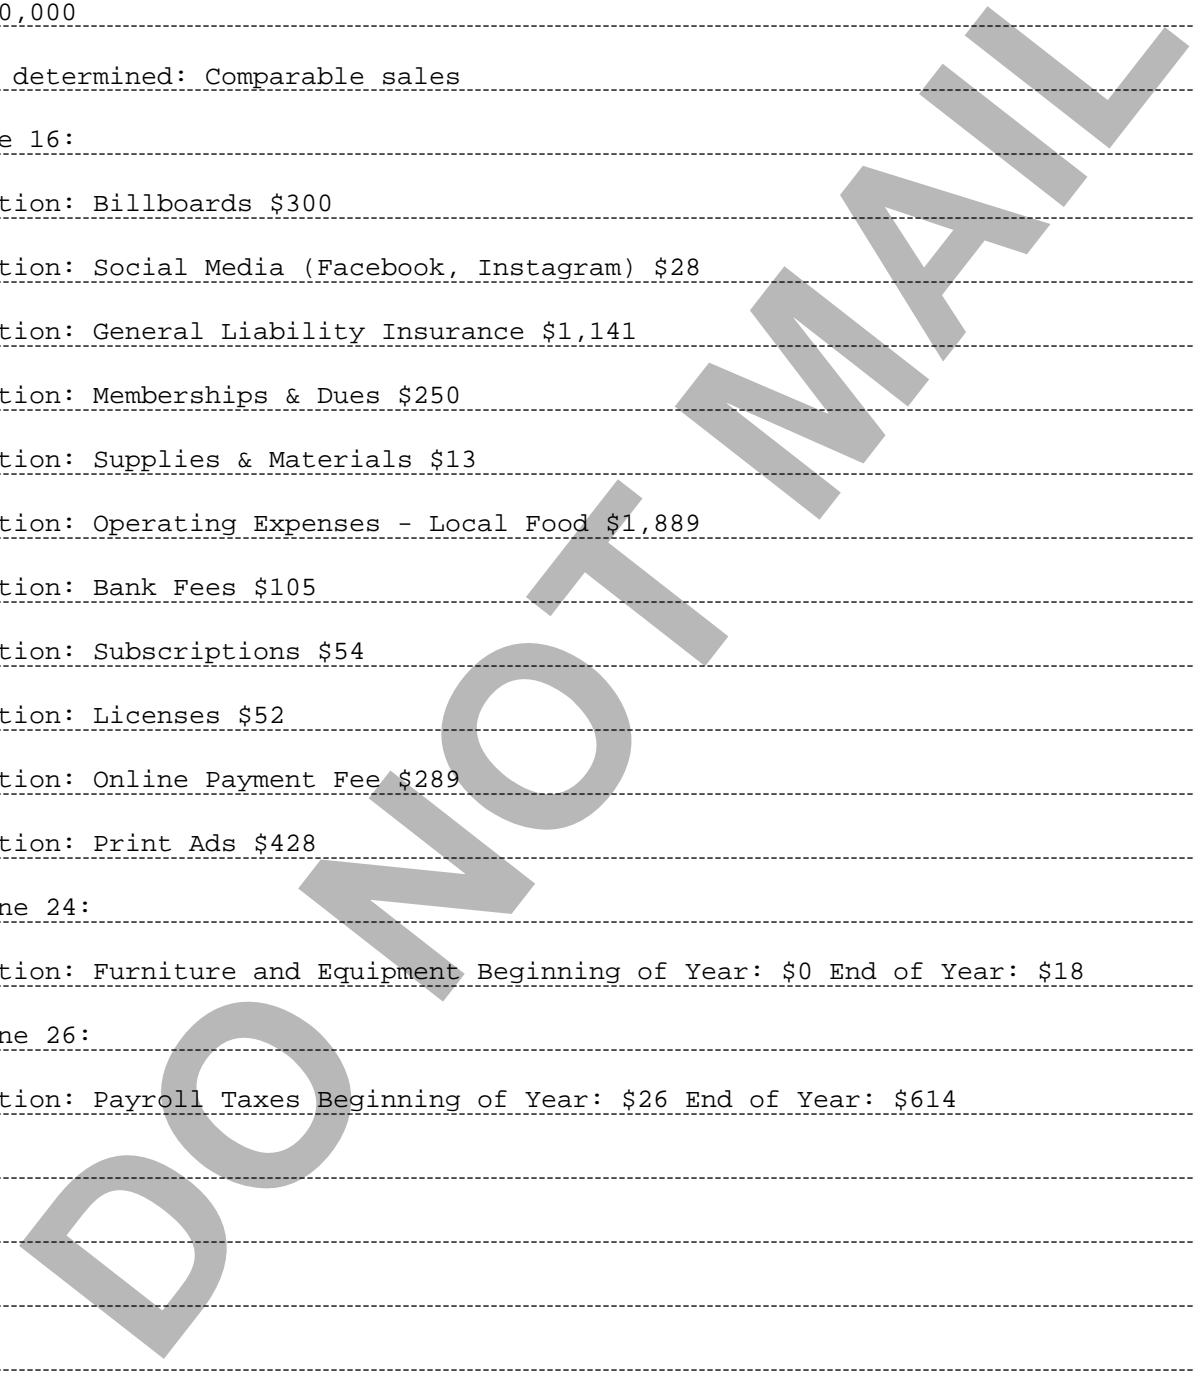 0,000
determined: Comparable sales
e 16:
tion: Billboards $300
tion: Social Media (Facebook, Instagram) $28
tion: General Liability Insurance $1,141
tion: Memberships & Dues $250
tion: Supplies & Materials $13
tion: Operating Expenses - Local Food $1,889
tion: Bank Fees $105
tion: Subscriptions $54
tion: Licenses $52
tion: Online Payment Fee $289
tion: Print Ads $428
ne 24:
tion: Furniture and Equipment Beginning of Year: $0 End of Year: $18
ne 26:
tion: Payroll Taxes Beginning of Year: $26 End of Year: $614
DO NOT MAIL